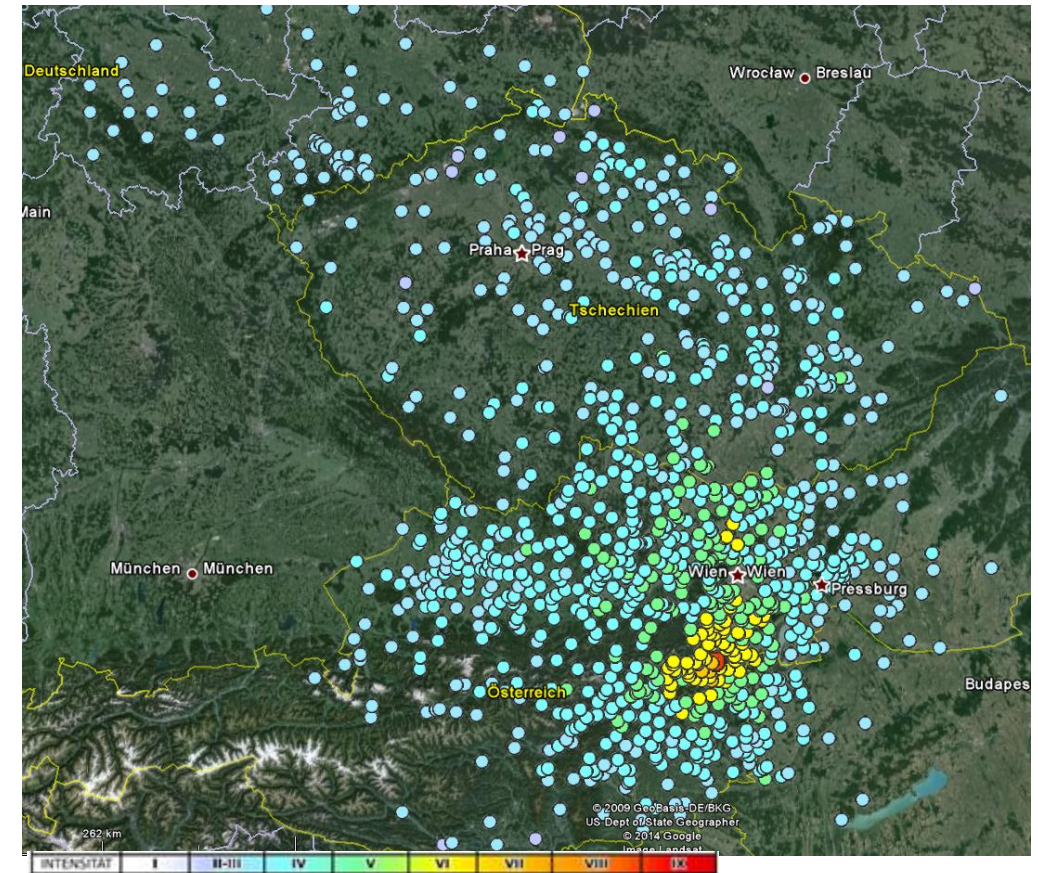 Deutschland
Wrocław Breslau
Main
Praha Prag
Tschechien
München München
Wien Wien
Pressburg
Österreich
Budapes
© 2009 GeoBasis-DE/BKG
US Dept of State Geographer
© 2014 Google
Image Landsat
262 km
INTENSITÄT I II-III IV V VI VII VIII IX